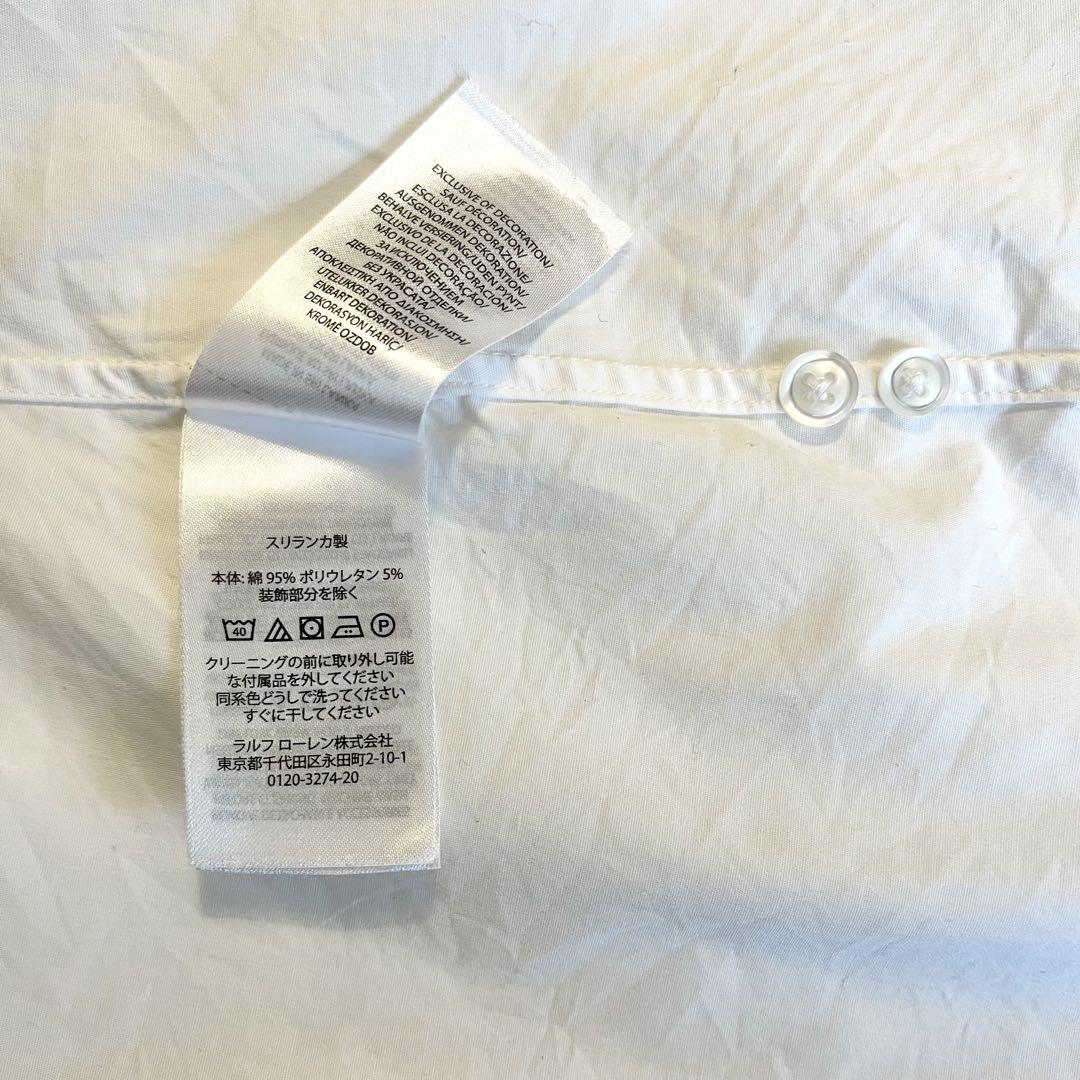 EXCLUSIVE OF DECORATION/
SAUF DÉCORATION/
ESCLUSA LA DECORAZIONE/
AUSGENOMMEN DEKORATION/
BEHALVE VERSIERING/UDEN PYNT/
EXCLUSIVO DE LA DECORACIÓN/
NÃO INCLUI DECORAÇÃO/
ЗА ИСКЛЮЧЕНИЕМ
ДЕКОРАТИВНОЙ ОТДЕЛКИ/
БЕЗ УКРАСАТА/
ΑΠΟΚΛΕΙΣΤΙΚΗ ΑΠΟ ΔΙΑΚΟΣΜΗΣΗ/
UTELUKKER DEKORASJON/
ENBART DEKORATION/
DEKORASYON HARİÇ/
KROMĚ OZDOB
スリランカ製
本体: 綿 95% ポリウレタン 5%
装飾部分を除く
40 P
クリーニングの前に取り外し可能
な付属品を外してください
同系色どうしで洗ってください
すぐに干してください
ラルフ ローレン株式会社
東京都千代田区永田町2-10-1
0120-3274-20